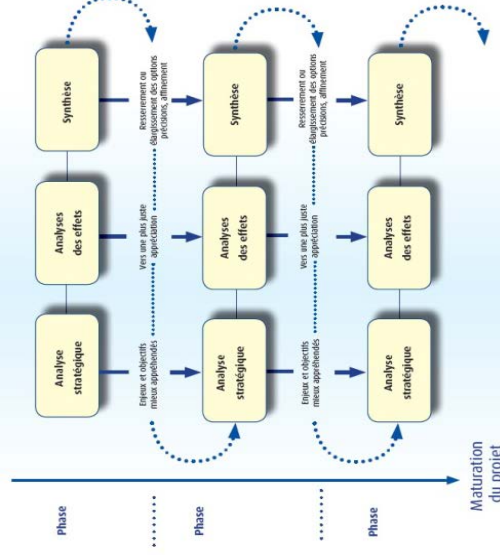 Phase
Analyse
stratégique
Analyses
des effets
Synthèse
Enjeux et objectifs
mieux appréhendés
Vers une plus juste
appréciation
Resserrement ou
élargissement des options
précisions, affinement
Phase
Analyse
stratégique
Analyses
des effets
Synthèse
Enjeux et objectifs
mieux appréhendés
Vers une plus juste
appréciation
Resserrement ou
élargissement des options
précisions, affinement
Phase
Analyse
stratégique
Analyses
des effets
Synthèse
Maturation
du projet